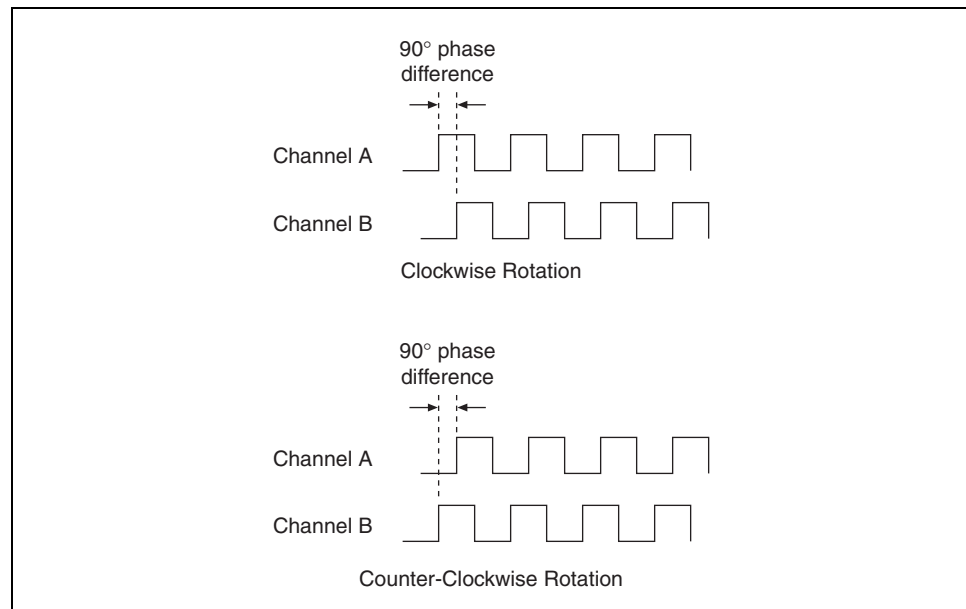 90° phase
difference
Channel A
Channel B
Clockwise Rotation
90° phase
difference
Channel A
Channel B
Counter-Clockwise Rotation